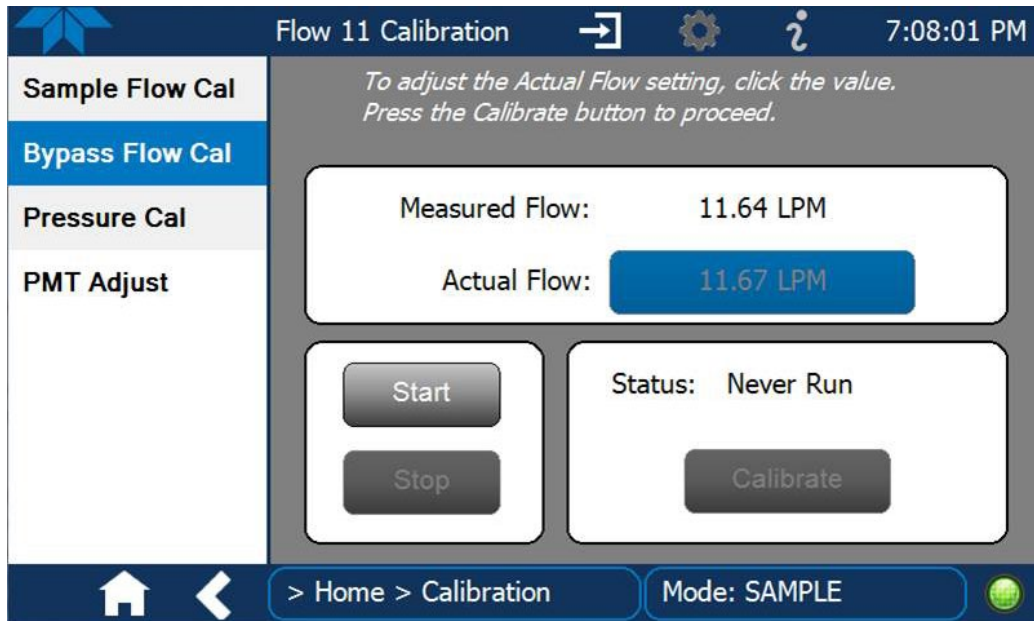 Flow 11 Calibration
7:08:01 PM
Sample Flow Cal
Bypass Flow Cal
Pressure Cal
PMT Adjust
To adjust the Actual Flow setting, click the value.
Press the Calibrate button to proceed.
Measured Flow: 11.64 LPM
Actual Flow: 11.67 LPM
Start
Stop
Status: Never Run
Calibrate
> Home > Calibration
Mode: SAMPLE